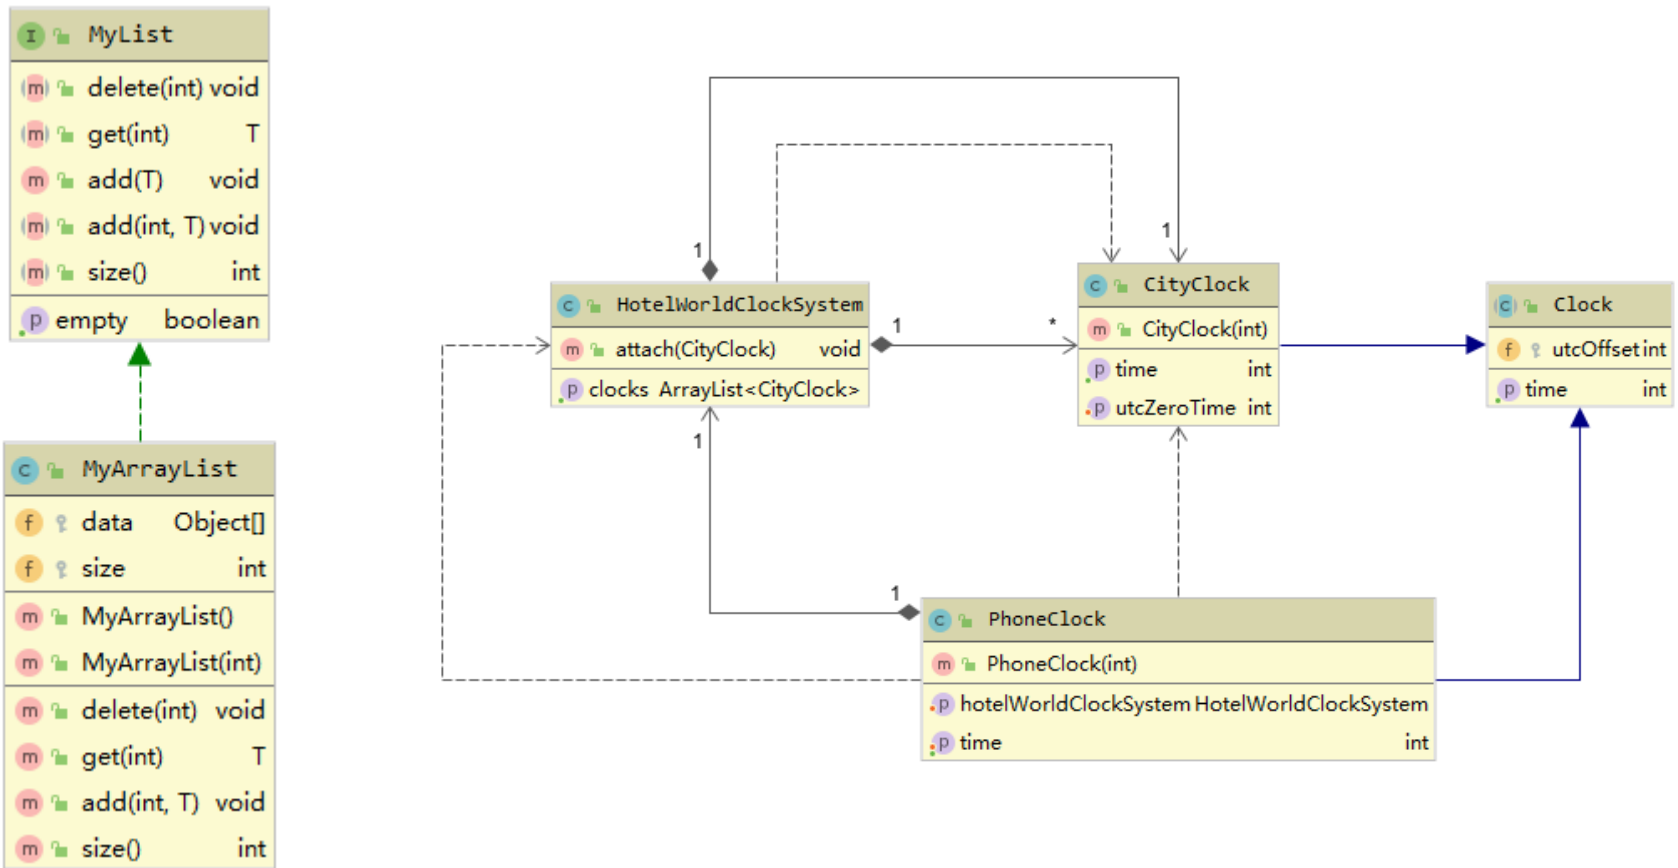 I MyList
m delete(int) void
m get(int) T
m add(T) void
m add(int, T) void
m size() int
p empty boolean
C MyArrayList
f data Object[]
f size int
m MyArrayList()
m MyArrayList(int)
m delete(int) void
m get(int) T
m add(int, T) void
m size() int
1
1
C HotelWorldClockSystem
m attach(CityClock) void
p clocks ArrayList<CityClock>
1
*
1
C CityClock
m CityClock(int)
p time int
p utcZeroTime int
C Clock
f utcOffset int
p time int
1
C PhoneClock
m PhoneClock(int)
p hotelWorldClockSystem HotelWorldClockSystem
p time int